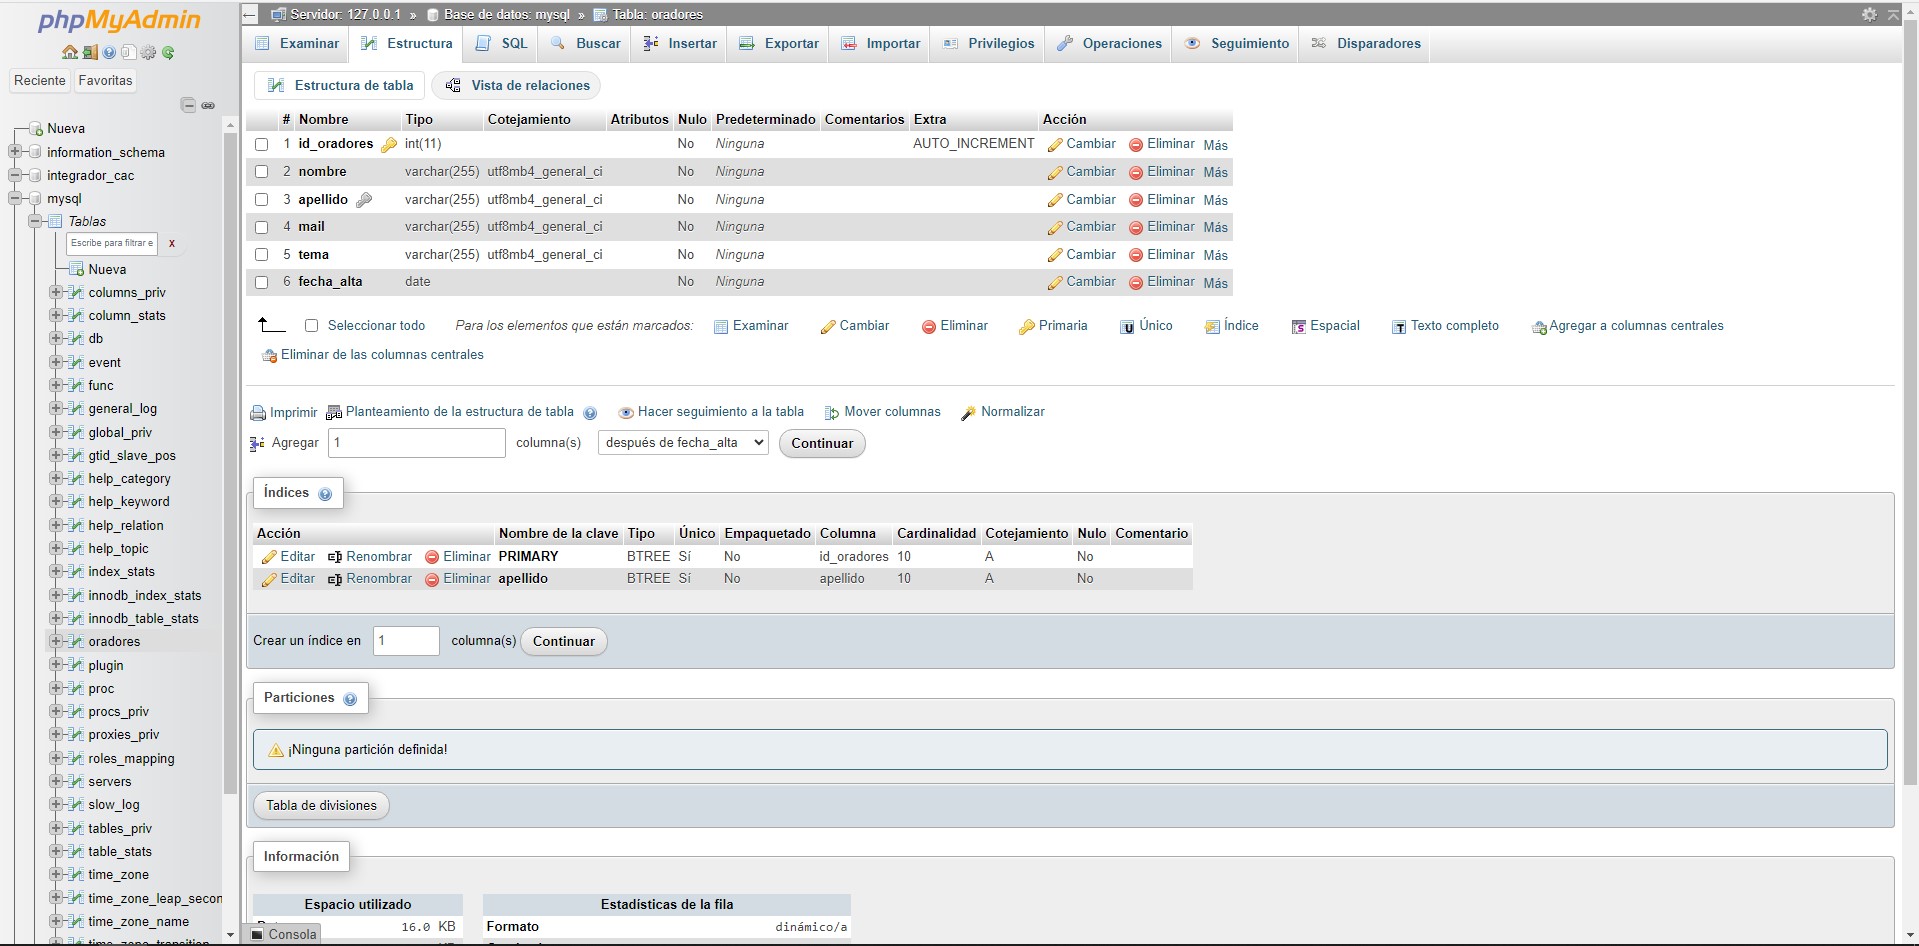 phpMyAdmin
Reciente Favoritas
Nueva
information_schema
integrador_cac
mysql
Tablas
Escribe para filtrar e X
Nueva
columns_priv
column_stats
db
event
func
general_log
global_priv
gtid_slave_pos
help_category
help_keyword
help_relation
help_topic
index_stats
innodb_index_stats
innodb_table_stats
oradores
plugin
proc
procs_priv
proxies_priv
roles_mapping
servers
slow_log
tables_priv
table_stats
time_zone
time_zone_leap_secon
time_zone_name
Servidor: 127.0.0.1 » Base de datos: mysql » Tabla: oradores
Examinar Estructura SQL Buscar Insertar Exportar Importar Privilegios Operaciones Seguimiento Disparadores
Estructura de tabla Vista de relaciones
# Nombre Tipo Cotejamiento Atributos Nulo Predeterminado Comentarios Extra Acción
1 id_oradores int(11) No Ninguna AUTO_INCREMENT Cambiar Eliminar Más
2 nombre varchar(255) utf8mb4_general_ci No Ninguna Cambiar Eliminar Más
3 apellido varchar(255) utf8mb4_general_ci No Ninguna Cambiar Eliminar Más
4 mail varchar(255) utf8mb4_general_ci No Ninguna Cambiar Eliminar Más
5 tema varchar(255) utf8mb4_general_ci No Ninguna Cambiar Eliminar Más
6 fecha_alta date No Ninguna Cambiar Eliminar Más
Seleccionar todo Para los elementos que están marcados: Examinar Cambiar Eliminar Primaria Único Índice Espacial Texto completo Agregar a columnas centrales
Eliminar de las columnas centrales
Imprimir Planteamiento de la estructura de tabla Hacer seguimiento a la tabla Mover columnas Normalizar
Agregar 1 columna(s) después de fecha_alta Continuar
Índices
Acción Nombre de la clave Tipo Único Empaquetado Columna Cardinalidad Cotejamiento Nulo Comentario
Editar Renombrar Eliminar PRIMARY BTREE Sí No id_oradores 10 A No
Editar Renombrar Eliminar apellido BTREE Sí No apellido 10 A No
Crear un índice en 1 columna(s) Continuar
Particiones
¡Ninguna partición definida!
Tabla de divisiones
Información
Espacio utilizado Estadísticas de la fila
16.0 KB Formato dinámico/a
Consola